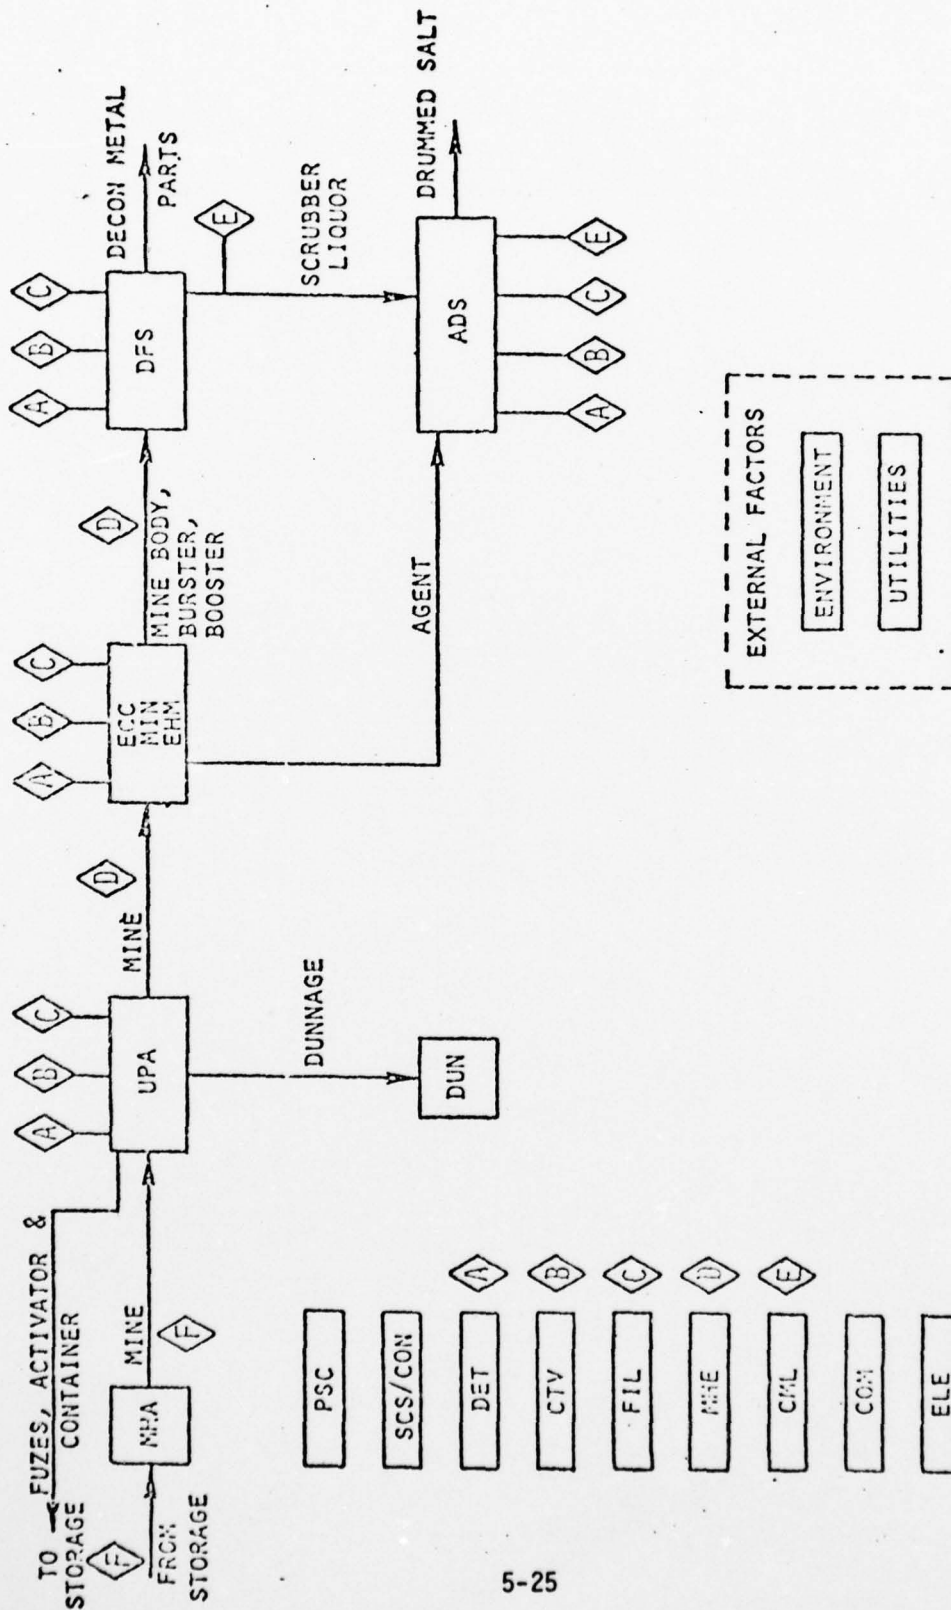 TO
STORAGE
FUZES, ACTIVATOR &
CONTAINER
F
FROM
STORAGE
MHA
MINE
F
A
B
C
UPA
DUNNAGE
DUN
MINE
D
A
B
C
ECC
MIN
EHM
D
MINE BODY,
BURSTER,
BOOSTER
AGENT
A
B
C
DFS
DECON METAL
PARTS
E
SCRUBBER
LIQUOR
ADS
DRUMMED SALT
A
B
C
E
PSC
SCS/CON
DET
A
CTV
B
FIL
C
MHE
D
CML
E
COM
ELE
EXTERNAL FACTORS
ENVIRONMENT
UTILITIES
5-25